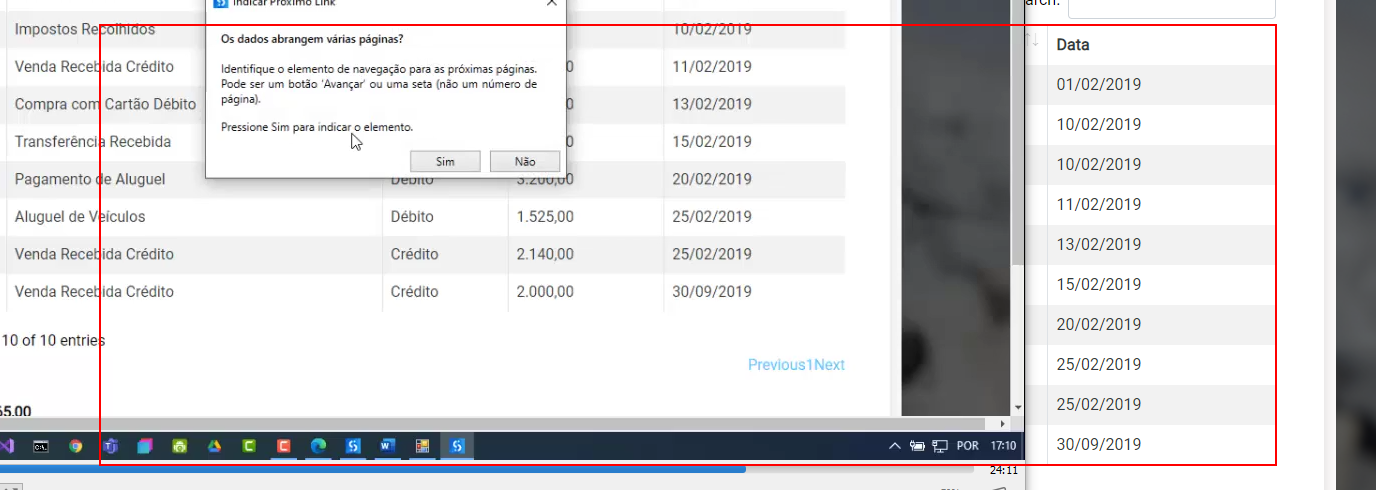 Indicar Próximo Link
arch:
Os dados abrangem várias páginas?
Identifique o elemento de navegação para as próximas páginas.
Pode ser um botão 'Avançar' ou uma seta (não um número de
página).
Pressione Sim para indicar o elemento.
Sim Não
Impostos Recolhidos 10/02/2019
Venda Recebida Crédito 0 11/02/2019
Compra com Cartão Débito 0 13/02/2019
Transferência Recebida 0 15/02/2019
Pagamento de Aluguel Débito 3.200,00 20/02/2019
Aluguel de Veículos Débito 1.525,00 25/02/2019
Venda Recebida Crédito Crédito 2.140,00 25/02/2019
Venda Recebida Crédito Crédito 2.000,00 30/09/2019
10 of 10 entries
Previous1Next
65.00
POR 17:10
24:11
Data
01/02/2019
10/02/2019
10/02/2019
11/02/2019
13/02/2019
15/02/2019
20/02/2019
25/02/2019
25/02/2019
30/09/2019